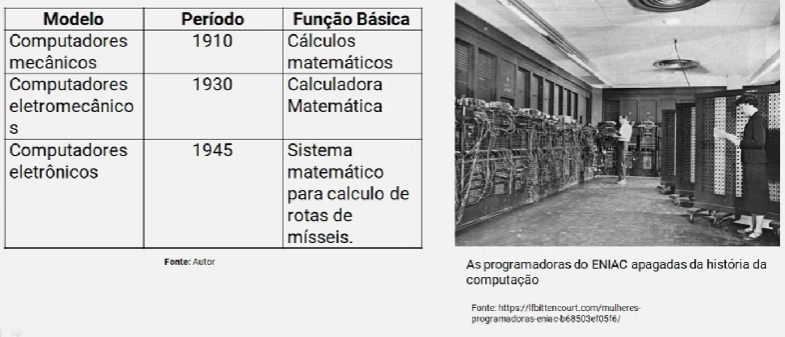 Modelo Período Função Básica
Computadores 1910 Cálculos
mecânicos matemáticos
Computadores 1930 Calculadora
eletromecânico Matemática
s
Computadores 1945 Sistema
eletrônicos matemático
para calculo de
rotas de
mísseis.
Fonte: Autor
As programadoras do ENIAC apagadas da história da
computação
Fonte: https://lfbittencourt.com/mulheres-
programadoras-eniac-b68503ef05f6/